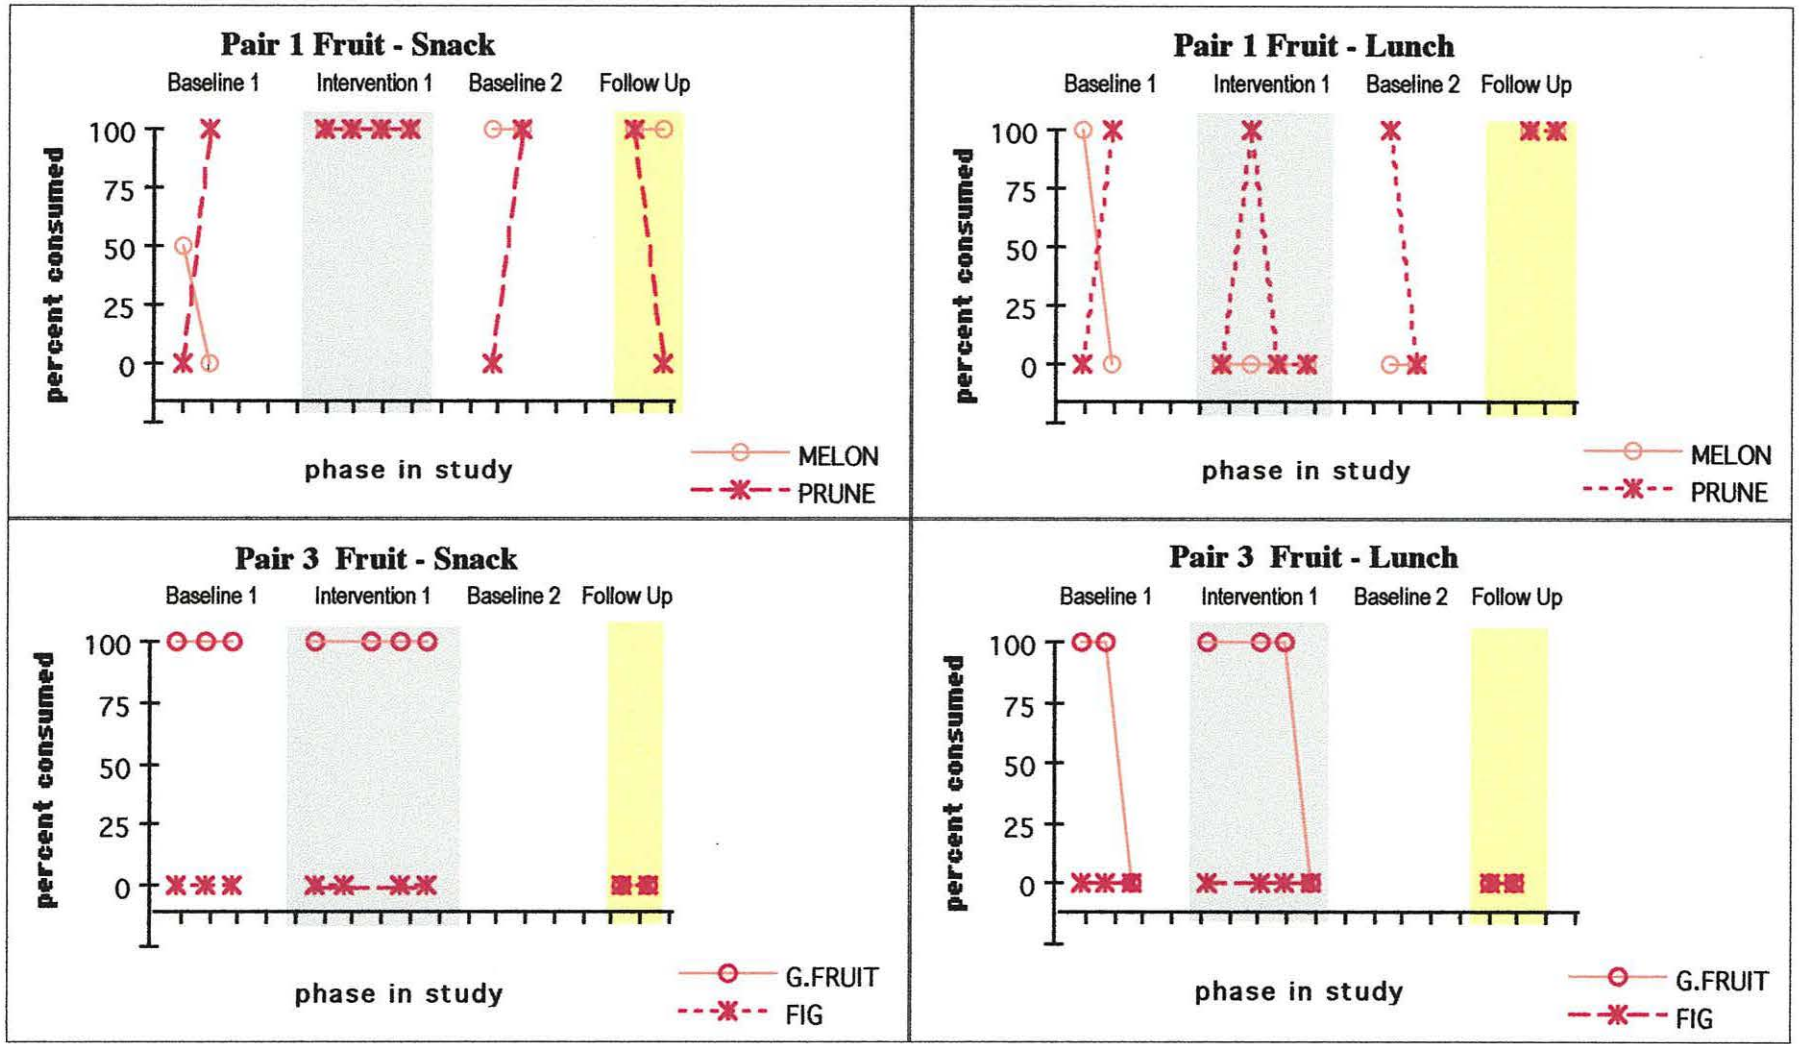 Pair 1 Fruit - Snack
Baseline 1 Intervention 1 Baseline 2 Follow Up
percent consumed
100
75
50
25
0
phase in study
MELON
PRUNE
Pair 1 Fruit - Lunch
Baseline 1 Intervention 1 Baseline 2 Follow Up
percent consumed
100
75
50
25
0
phase in study
MELON
PRUNE
Pair 3 Fruit - Snack
Baseline 1 Intervention 1 Baseline 2 Follow Up
percent consumed
100
75
50
25
0
phase in study
G.FRUIT
FIG
Pair 3 Fruit - Lunch
Baseline 1 Intervention 1 Baseline 2 Follow Up
percent consumed
100
75
50
25
0
phase in study
G.FRUIT
FIG